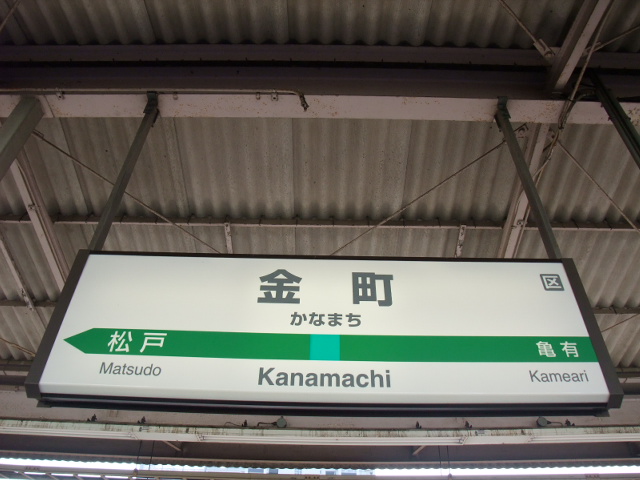 金町 区
かなまち
松戸 亀有
Matsudo Kanamachi Kameari